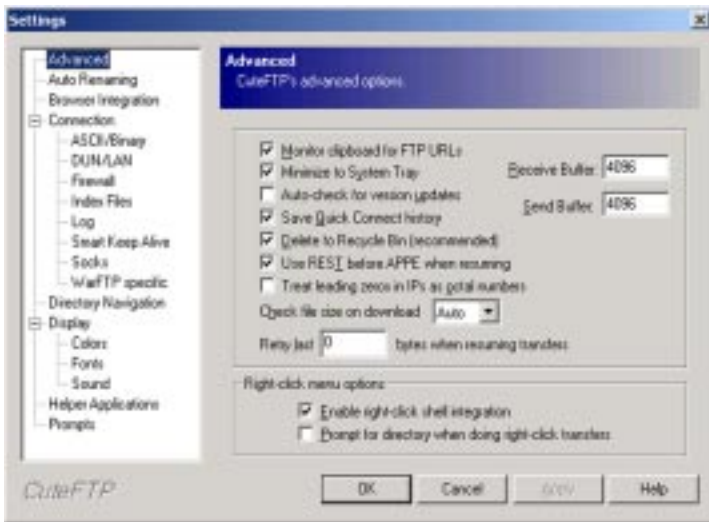 Settings
Advanced
Auto Renaming
Browser Integration
Connection
ASCII/Binary
DUN/LAN
Firewall
Index Files
Log
Smart Keep Alive
Socks
WarFTP specific
Directory Navigation
Display
Colors
Fonts
Sound
Helper Applications
Prompts
Advanced
CuteFTP's advanced options.
Monitor clipboard for FTP URLs
Minimize to System Tray
Auto-check for version updates
Save Quick Connect history
Delete to Recycle Bin (recommended)
Use REST before APPE when resuming
Treat leading zeros in IPs as octal numbers
Check file size on download Auto
Retry last 0 bytes when resuming transfers
Receive Buffer: 4096
Send Buffer: 4096
Right-click menu options
Enable right-click shell integration
Prompt for directory when doing right-click transfers
CuteFTP
OK Cancel Apply Help